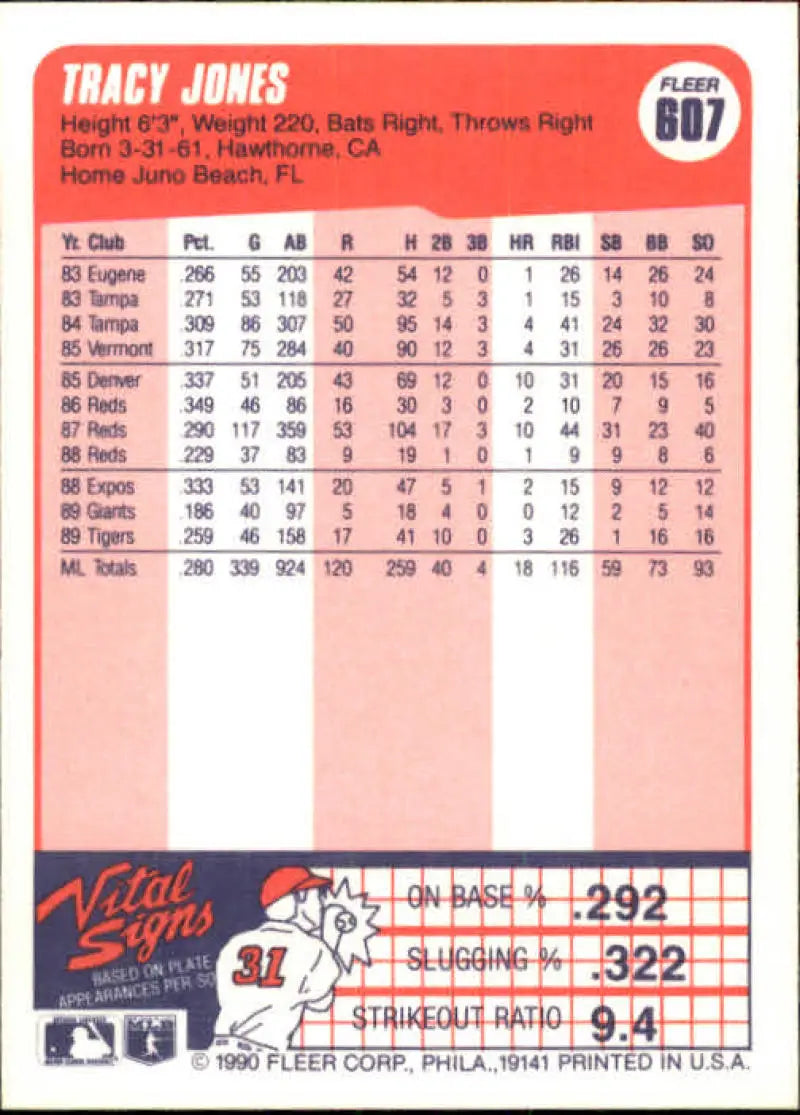 TRACY JONES
FLEER
607
Height 6'3", Weight 220, Bats Right, Throws Right
Born 3-31-61, Hawthorne, CA
Home Juno Beach, FL
Yr. Club Pct. G AB R H 2B 3B HR RBI SB BB SO
83 Eugene .266 55 203 42 54 12 0 1 26 14 26 24
83 Tampa .271 53 118 27 32 5 3 1 15 3 10 8
84 Tampa .309 86 307 50 95 14 3 4 41 24 32 30
85 Vermont .317 75 284 40 90 12 3 4 31 26 26 23
85 Denver .337 51 205 43 69 12 0 10 31 20 15 16
86 Reds .349 46 86 16 30 3 0 2 10 7 9 5
87 Reds .290 117 359 53 104 17 3 10 44 31 23 40
88 Reds .229 37 83 9 19 1 0 1 9 9 8 6
88 Expos .333 53 141 20 47 5 1 2 15 9 12 12
89 Giants .186 40 97 5 18 4 0 0 12 2 5 14
89 Tigers .259 46 158 17 41 10 0 3 26 1 16 16
ML Totals .280 339 924 120 259 40 4 18 116 59 73 93
Vital
Signs
BASED ON PLATE
APPEARANCES PER SO
31
ON BASE % .292
SLUGGING % .322
STRIKEOUT RATIO 9.4
© 1990 FLEER CORP., PHILA.,19141 PRINTED IN U.S.A.